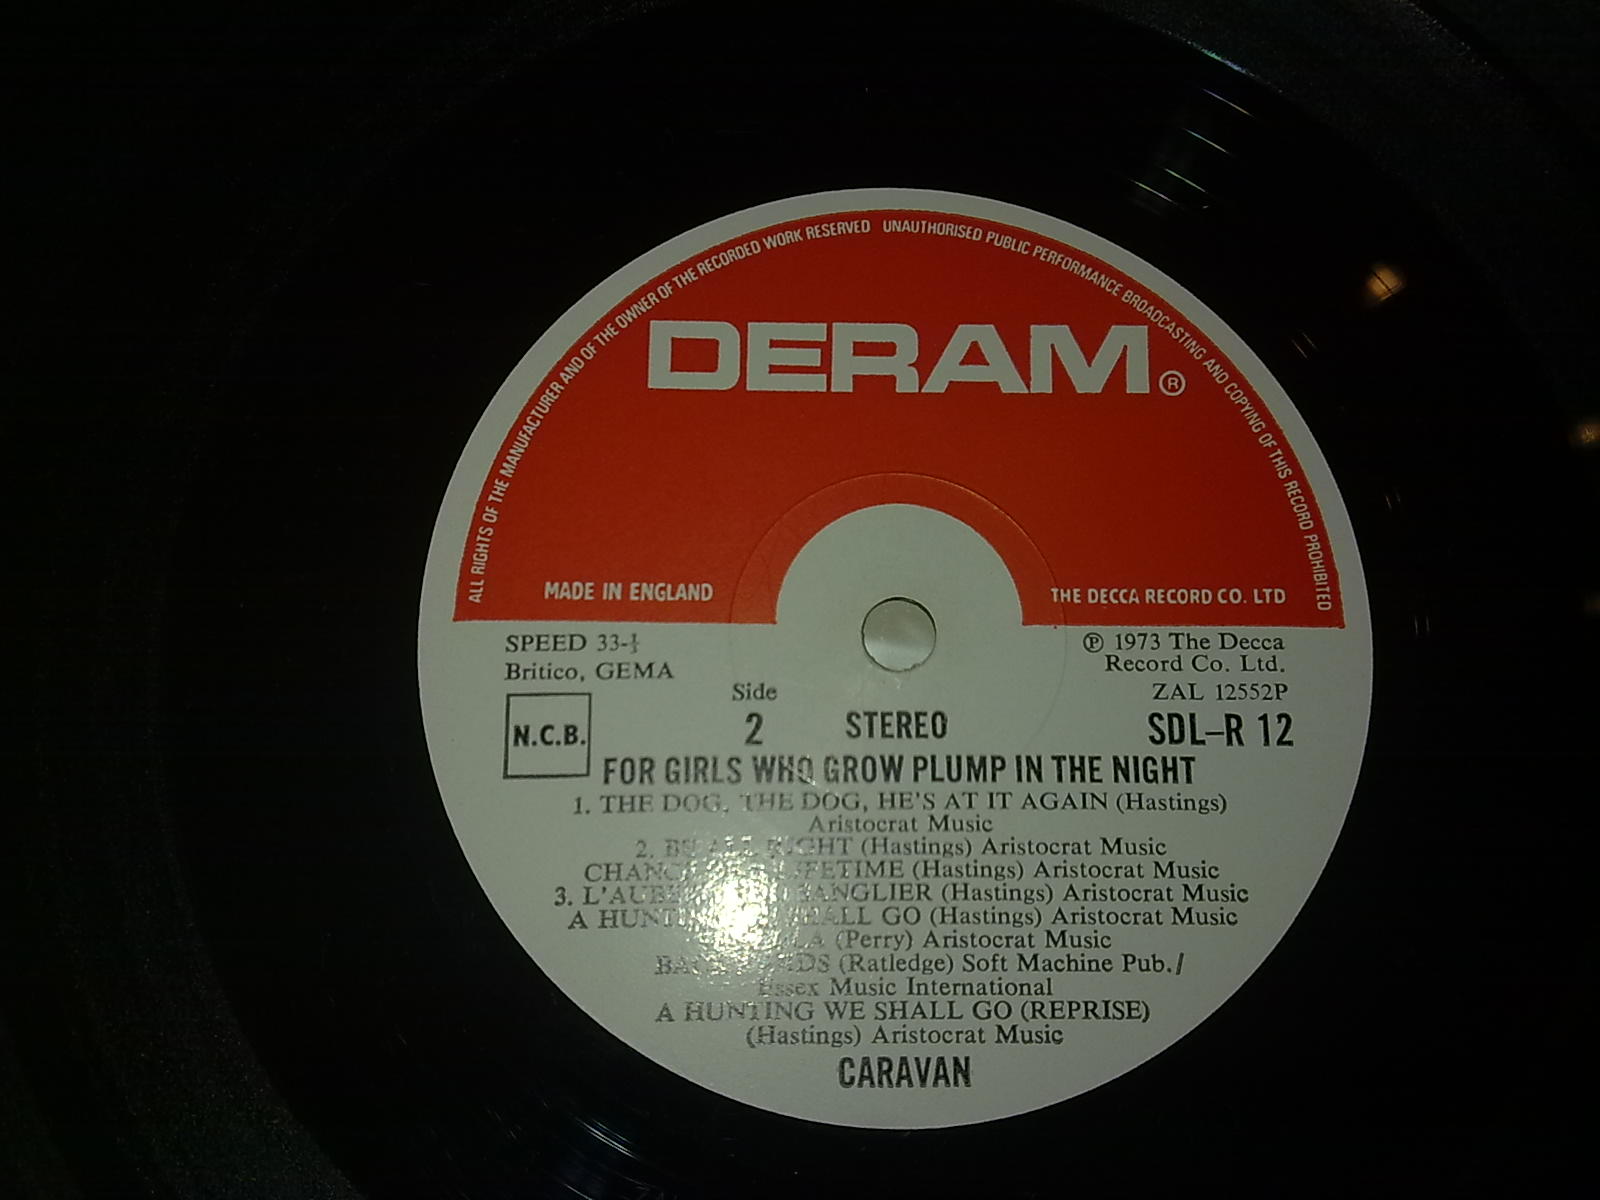 ALL RIGHTS OF THE MANUFACTURER AND OF THE OWNER OF THE RECORDED WORK RESERVED UNAUTHORISED PUBLIC PERFORMANCE BROADCASTING AND COPYING OF THIS RECORD PROHIBITED
DERAM®
MADE IN ENGLAND
THE DECCA RECORD CO. LTD
SPEED 33-⅓
Britico, GEMA
℗ 1973 The Decca
Record Co. Ltd.
ZAL 12552P
Side
2
STEREO
SDL-R 12
N.C.B.
FOR GIRLS WHO GROW PLUMP IN THE NIGHT
1. THE DOG, THE DOG, HE'S AT IT AGAIN (Hastings)
Aristocrat Music
2. RIGHT (Hastings) Aristocrat Music
(Hastings) Aristocrat Music
3. SANGLIER (Hastings) Aristocrat Music
A SHALL GO (Hastings) Aristocrat Music
(Perry) Aristocrat Music
(Ratledge) Soft Machine Pub./
Essex Music International
A HUNTING WE SHALL GO (REPRISE)
(Hastings) Aristocrat Music
CARAVAN